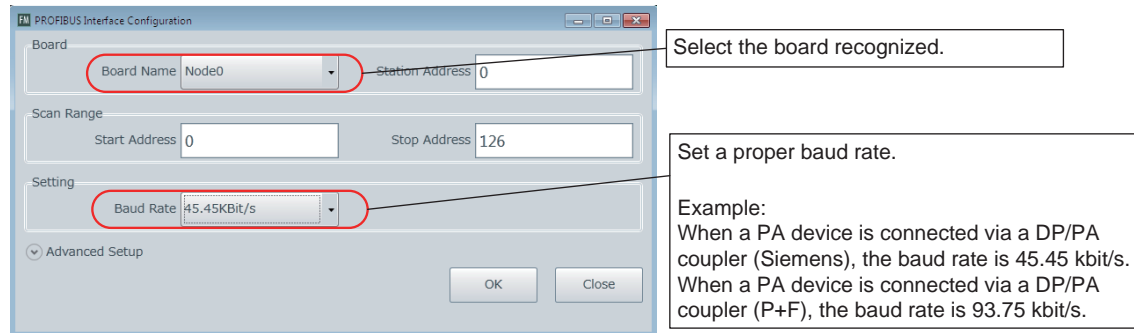 FM PROFIBUS Interface Configuration
Board
Board Name Node0
Station Address 0
Select the board recognized.
Scan Range
Start Address 0
Stop Address 126
Setting
Baud Rate 45.45KBit/s
Set a proper baud rate.
Example:
When a PA device is connected via a DP/PA
coupler (Siemens), the baud rate is 45.45 kbit/s.
When a PA device is connected via a DP/PA
coupler (P+F), the baud rate is 93.75 kbit/s.
Advanced Setup
OK
Close